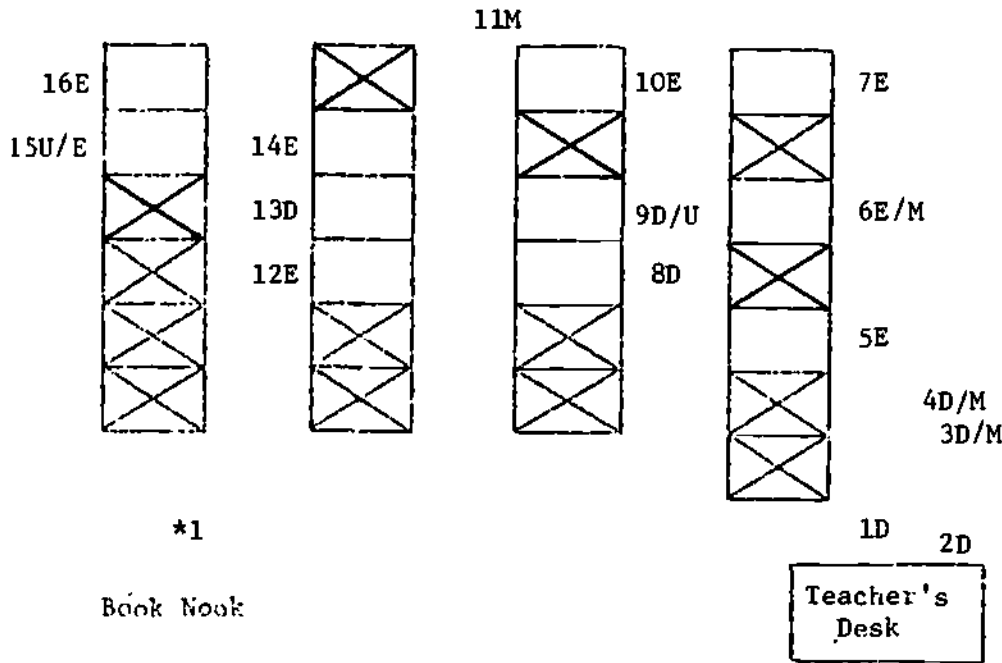 11M
16E
10E
7E
15U/E
14E
13D
9D/U
6E/M
12E
8D
5E
4D/M
3D/M
*1
1D
2D
Book Nook
Teacher's
Desk